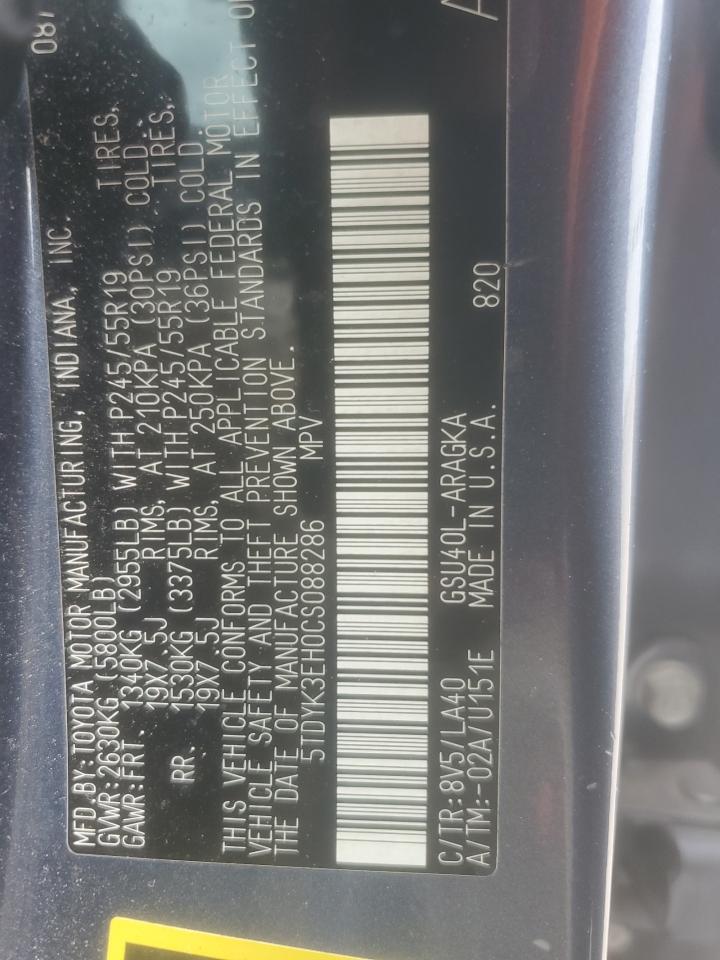 MFD.BY:TOYOTA MOTOR MANUFACTURING, INDIANA, INC. 087
GVWR:2630KG (5800LB)
GAWR:FRT. 1340KG (2955LB) WITH P245/55R19 TIRES,
19X7.5J RIMS, AT 210KPA (30PSI) COLD.
RR. 1530KG (3375LB) WITH P245/55R19 TIRES,
19X7.5J RIMS, AT 250KPA (36PSI) COLD
THIS VEHICLE CONFORMS TO ALL APPLICABLE FEDERAL MOTOR
VEHICLE SAFETY AND THEFT PREVENTION STANDARDS IN EFFECT
THE DATE OF MANUFACTURE SHOWN ABOVE.
5TDYK3EH0CS088286 MPV
C/TR:8V5/LA40 GSU40L-ARAGKA
A/TM:-02A/U151E MADE IN U.S.A. 820